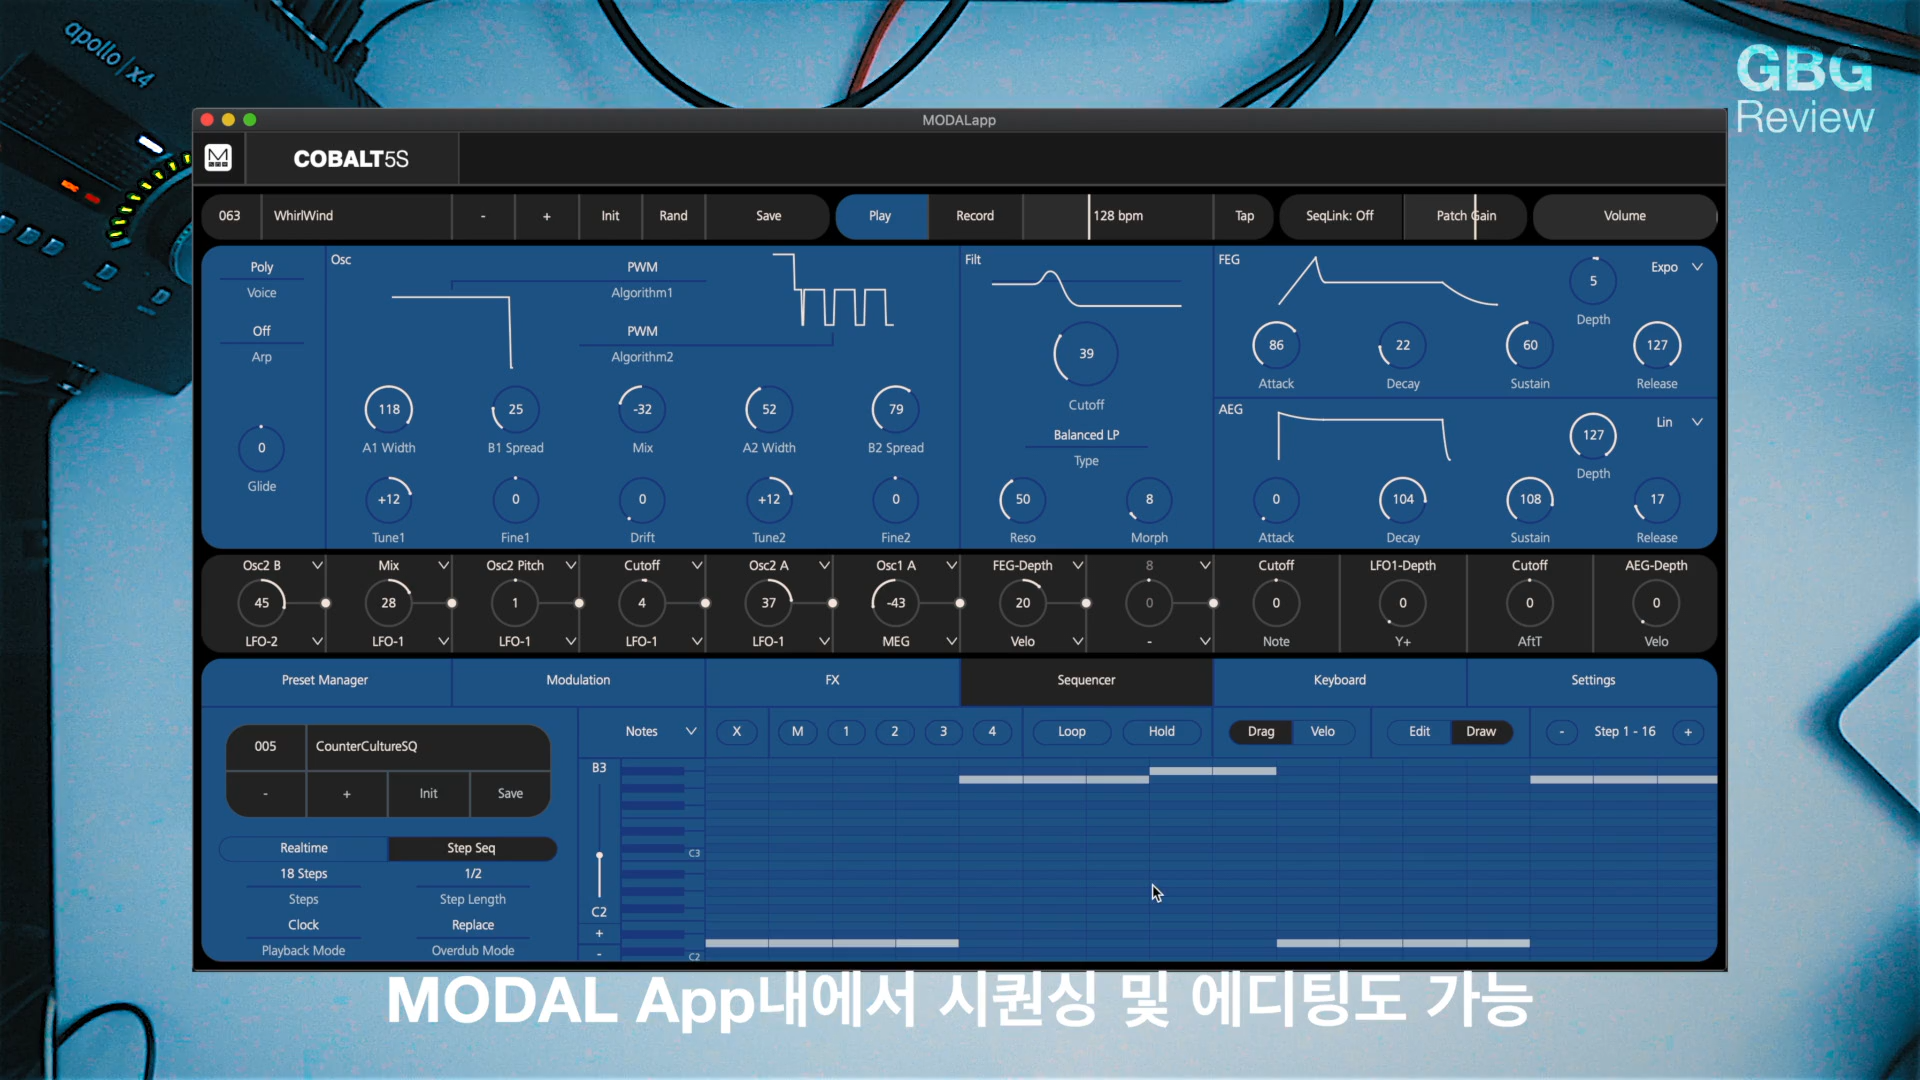 apollo | x4
GBG
Review
MODALapp
COBALT5S
063 WhirlWind - + Init Rand Save Play Record 128 bpm Tap SeqLink: Off Patch Gain Volume
Poly
Voice
Off
Arp
0
Glide
Osc
PWM
Algorithm1
PWM
Algorithm2
118 25 -32 52 79
A1 Width B1 Spread Mix A2 Width B2 Spread
+12 0 0 +12 0
Tune1 Fine1 Drift Tune2 Fine2
Filt
39
Cutoff
Balanced LP
Type
50 8
Reso Morph
FEG
5
Depth
Expo
86 22 60 127
Attack Decay Sustain Release
AEG
127
Depth
Lin
0 104 108 17
Attack Decay Sustain Release
Osc2 B Mix Osc2 Pitch Cutoff Osc2 A Osc1 A FEG-Depth 8 Cutoff LFO1-Depth Cutoff AEG-Depth
45 28 1 4 37 -43 20 0 0 0 0 0
LFO-2 LFO-1 LFO-1 LFO-1 LFO-1 MEG Velo - Note Y+ AftT Velo
Preset Manager Modulation FX Sequencer Keyboard Settings
005 CounterCultureSQ
- + Init Save
Realtime Step Seq
18 Steps 1/2
Steps Step Length
Clock Replace
Playback Mode Overdub Mode
Notes X M 1 2 3 4 Loop Hold Drag Velo Edit Draw - Step 1 - 16 +
B3
C3
C2
+
-
C2
MODAL App내에서 시퀀싱 및 에디팅도 가능